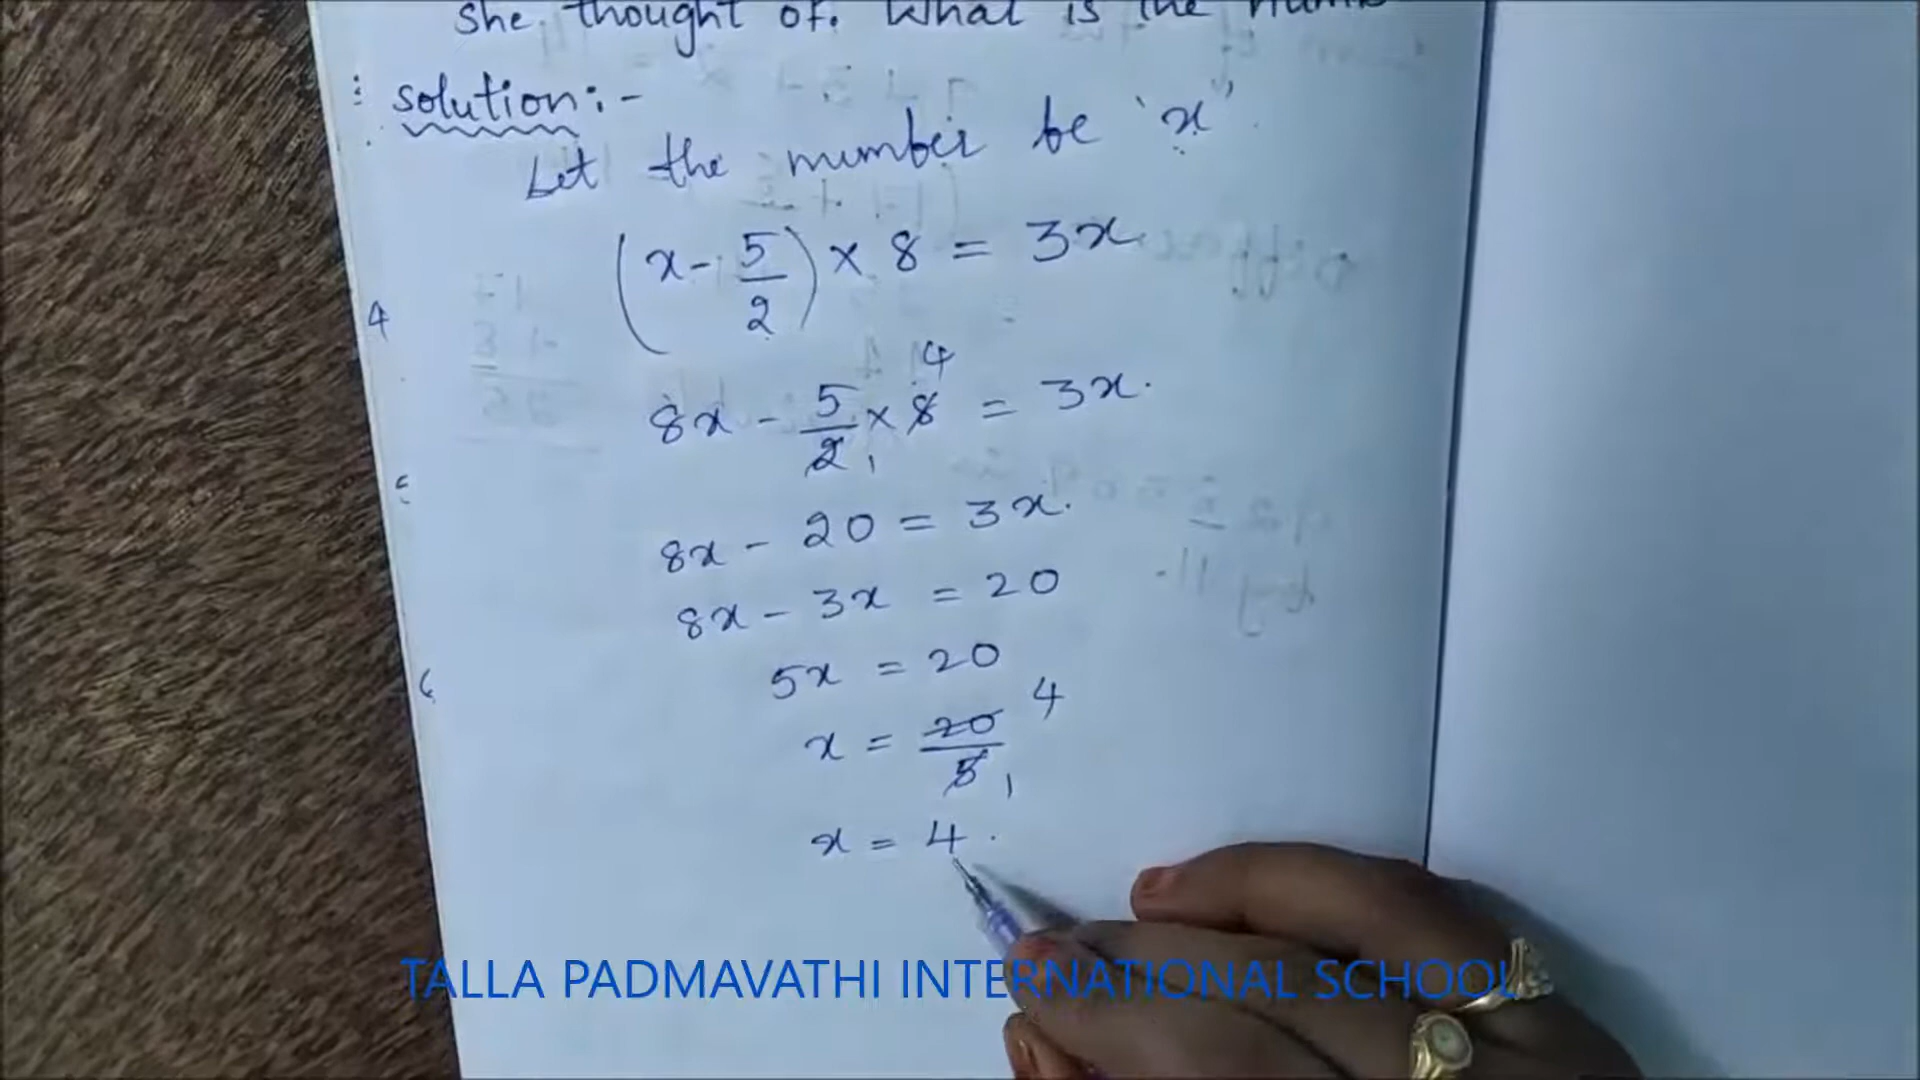 she thought of. What is the numb
solution:-
Let the number be 'x'
(x - 5/2) × 8 = 3x
4
4
8x - 5/2 × 8 = 3x.
1
8x - 20 = 3x.
8x - 3x = 20
5x = 20
4
x = 20/5
1
x = 4.
TALLA PADMAVATHI INTERNATIONAL SCHOOL